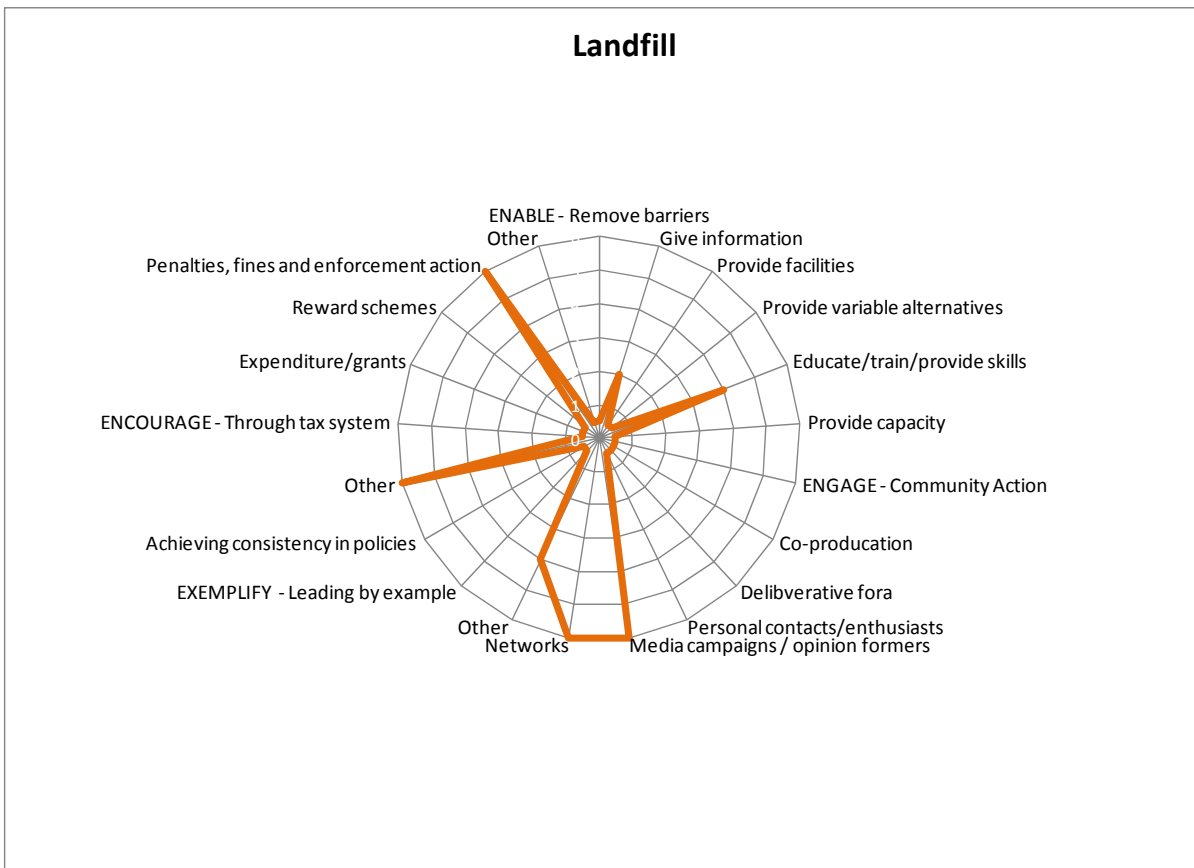 Landfill
ENABLE - Remove barriers
Give information
Provide facilities
Provide variable alternatives
Educate/train/provide skills
Provide capacity
ENGAGE - Community Action
Co-producation
Delibverative fora
Personal contacts/enthusiasts
Media campaigns / opinion formers
Networks
Other
EXEMPLIFY - Leading by example
Achieving consistency in policies
Other
ENCOURAGE - Through tax system
Expenditure/grants
Reward schemes
Penalties, fines and enforcement action
Other
1
0